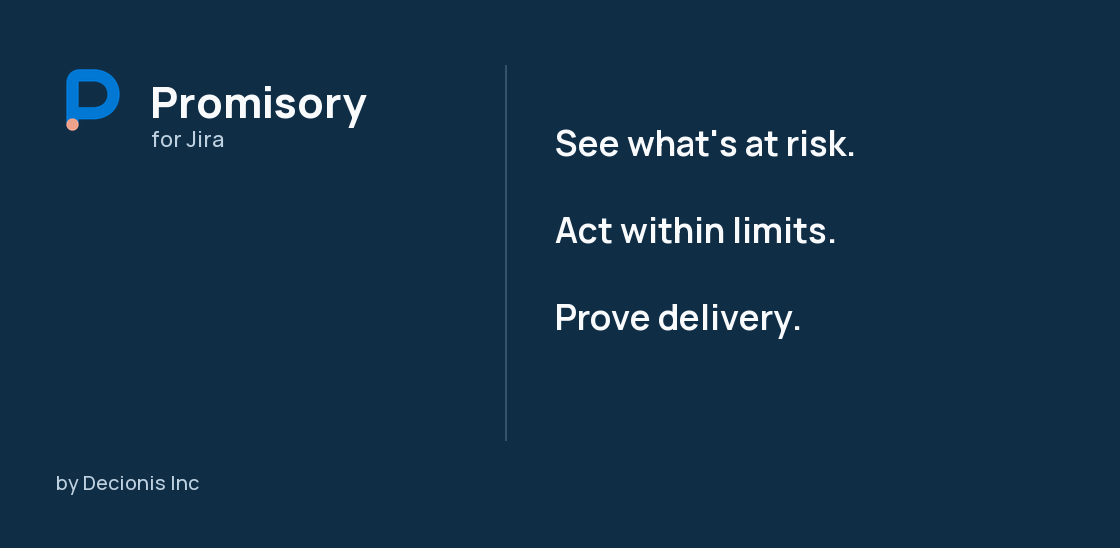 Promisory
for Jira
See what's at risk.
Act within limits.
Prove delivery.
by Decionis Inc